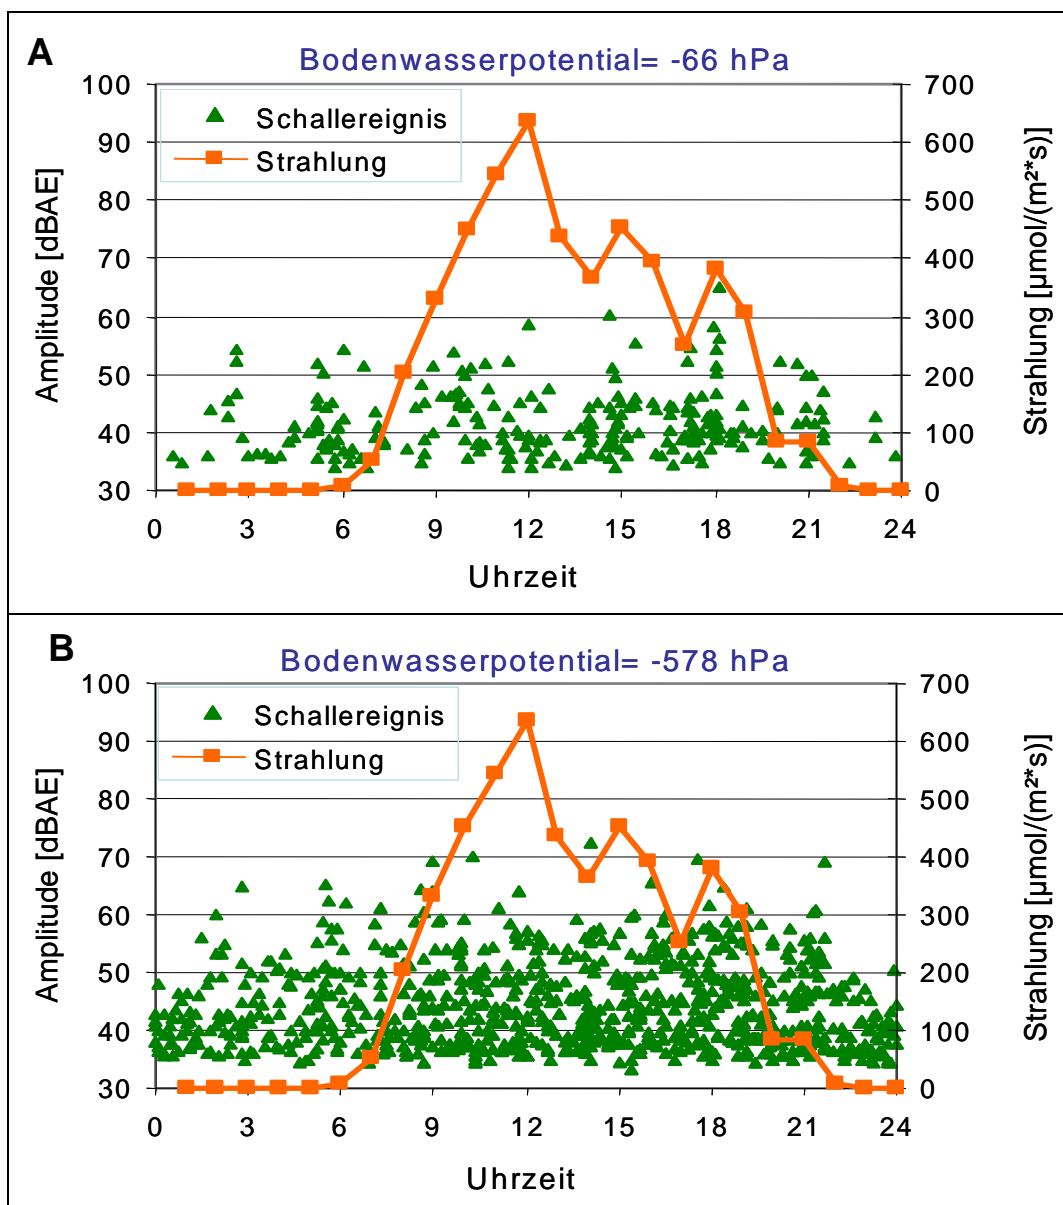 A
Bodenwasserpotential= -66 hPa
Schallereignis
Strahlung
Amplitude [dBAE]
100
90
80
70
60
50
40
30
Strahlung [µmol/(m²*s)]
700
600
500
400
300
200
100
0
0 3 6 9 12 15 18 21 24
Uhrzeit
B
Bodenwasserpotential= -578 hPa
Schallereignis
Strahlung
Amplitude [dBAE]
100
90
80
70
60
50
40
30
Strahlung [µmol/(m²*s)]
700
600
500
400
300
200
100
0
0 3 6 9 12 15 18 21 24
Uhrzeit